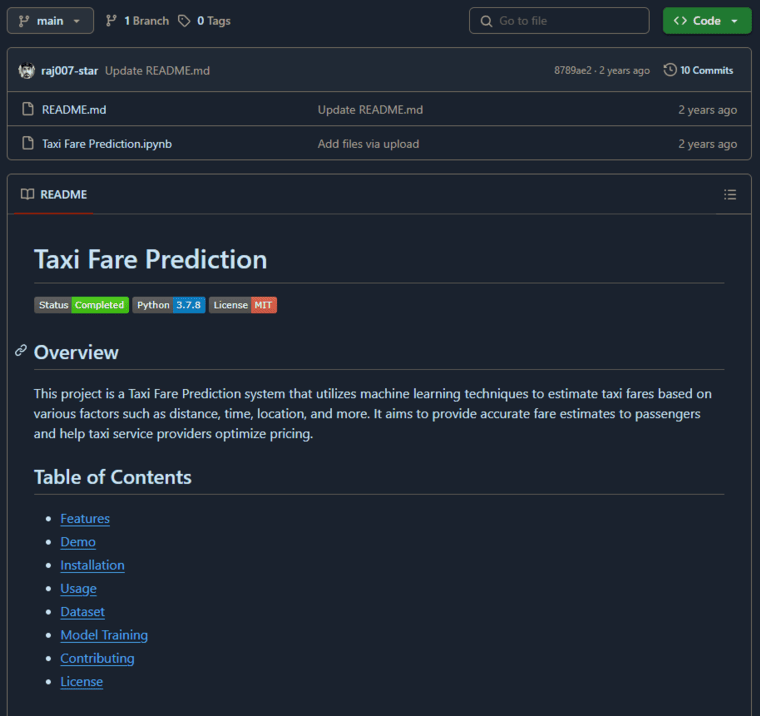 main 1 Branch 0 Tags Go to file Code
raj007-star Update README.md 8789ae2 · 2 years ago 10 Commits
README.md Update README.md 2 years ago
Taxi Fare Prediction.ipynb Add files via upload 2 years ago
README
Taxi Fare Prediction
Status Completed Python 3.7.8 License MIT
Overview
This project is a Taxi Fare Prediction system that utilizes machine learning techniques to estimate taxi fares based on
various factors such as distance, time, location, and more. It aims to provide accurate fare estimates to passengers
and help taxi service providers optimize pricing.
Table of Contents
Features
Demo
Installation
Usage
Dataset
Model Training
Contributing
License